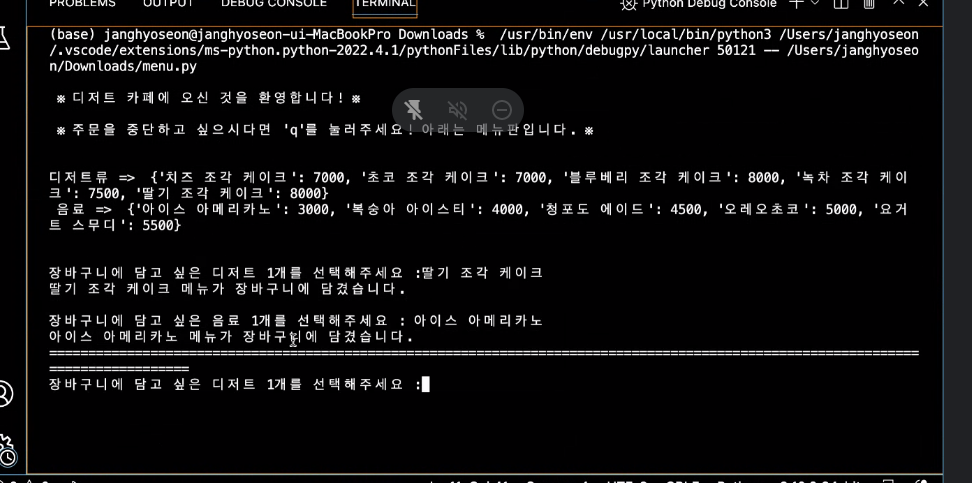 PROBLEMS OUTPUT DEBUG CONSOLE TERMINAL Python Debug Console
(base) janghyoseon@janghyoseon-ui-MacBookPro Downloads % /usr/bin/env /usr/local/bin/python3 /Users/janghyoseon
/.vscode/extensions/ms-python.python-2022.4.1/pythonFiles/lib/python/debugpy/launcher 50121 -- /Users/janghyoseo
n/Downloads/menu.py
※ 디저트 카페에 오신 것을 환영합니다! ※
※ 주문을 중단하고 싶으시다면 'q'를 눌러주세요! 아래는 메뉴판입니다. ※
디저트류 => {'치즈 조각 케이크': 7000, '초코 조각 케이크': 7000, '블루베리 조각 케이크': 8000, '녹차 조각 케이
크': 7500, '딸기 조각 케이크': 8000}
음료 => {'아이스 아메리카노': 3000, '복숭아 아이스티': 4000, '청포도 에이드': 4500, '오레오초코': 5000, '요거
트 스무디': 5500}
장바구니에 담고 싶은 디저트 1개를 선택해주세요 :딸기 조각 케이크
딸기 조각 케이크 메뉴가 장바구니에 담겼습니다.
장바구니에 담고 싶은 음료 1개를 선택해주세요 : 아이스 아메리카노
아이스 아메리카노 메뉴가 장바구니에 담겼습니다.
==============================================================================================================
==================
장바구니에 담고 싶은 디저트 1개를 선택해주세요 :